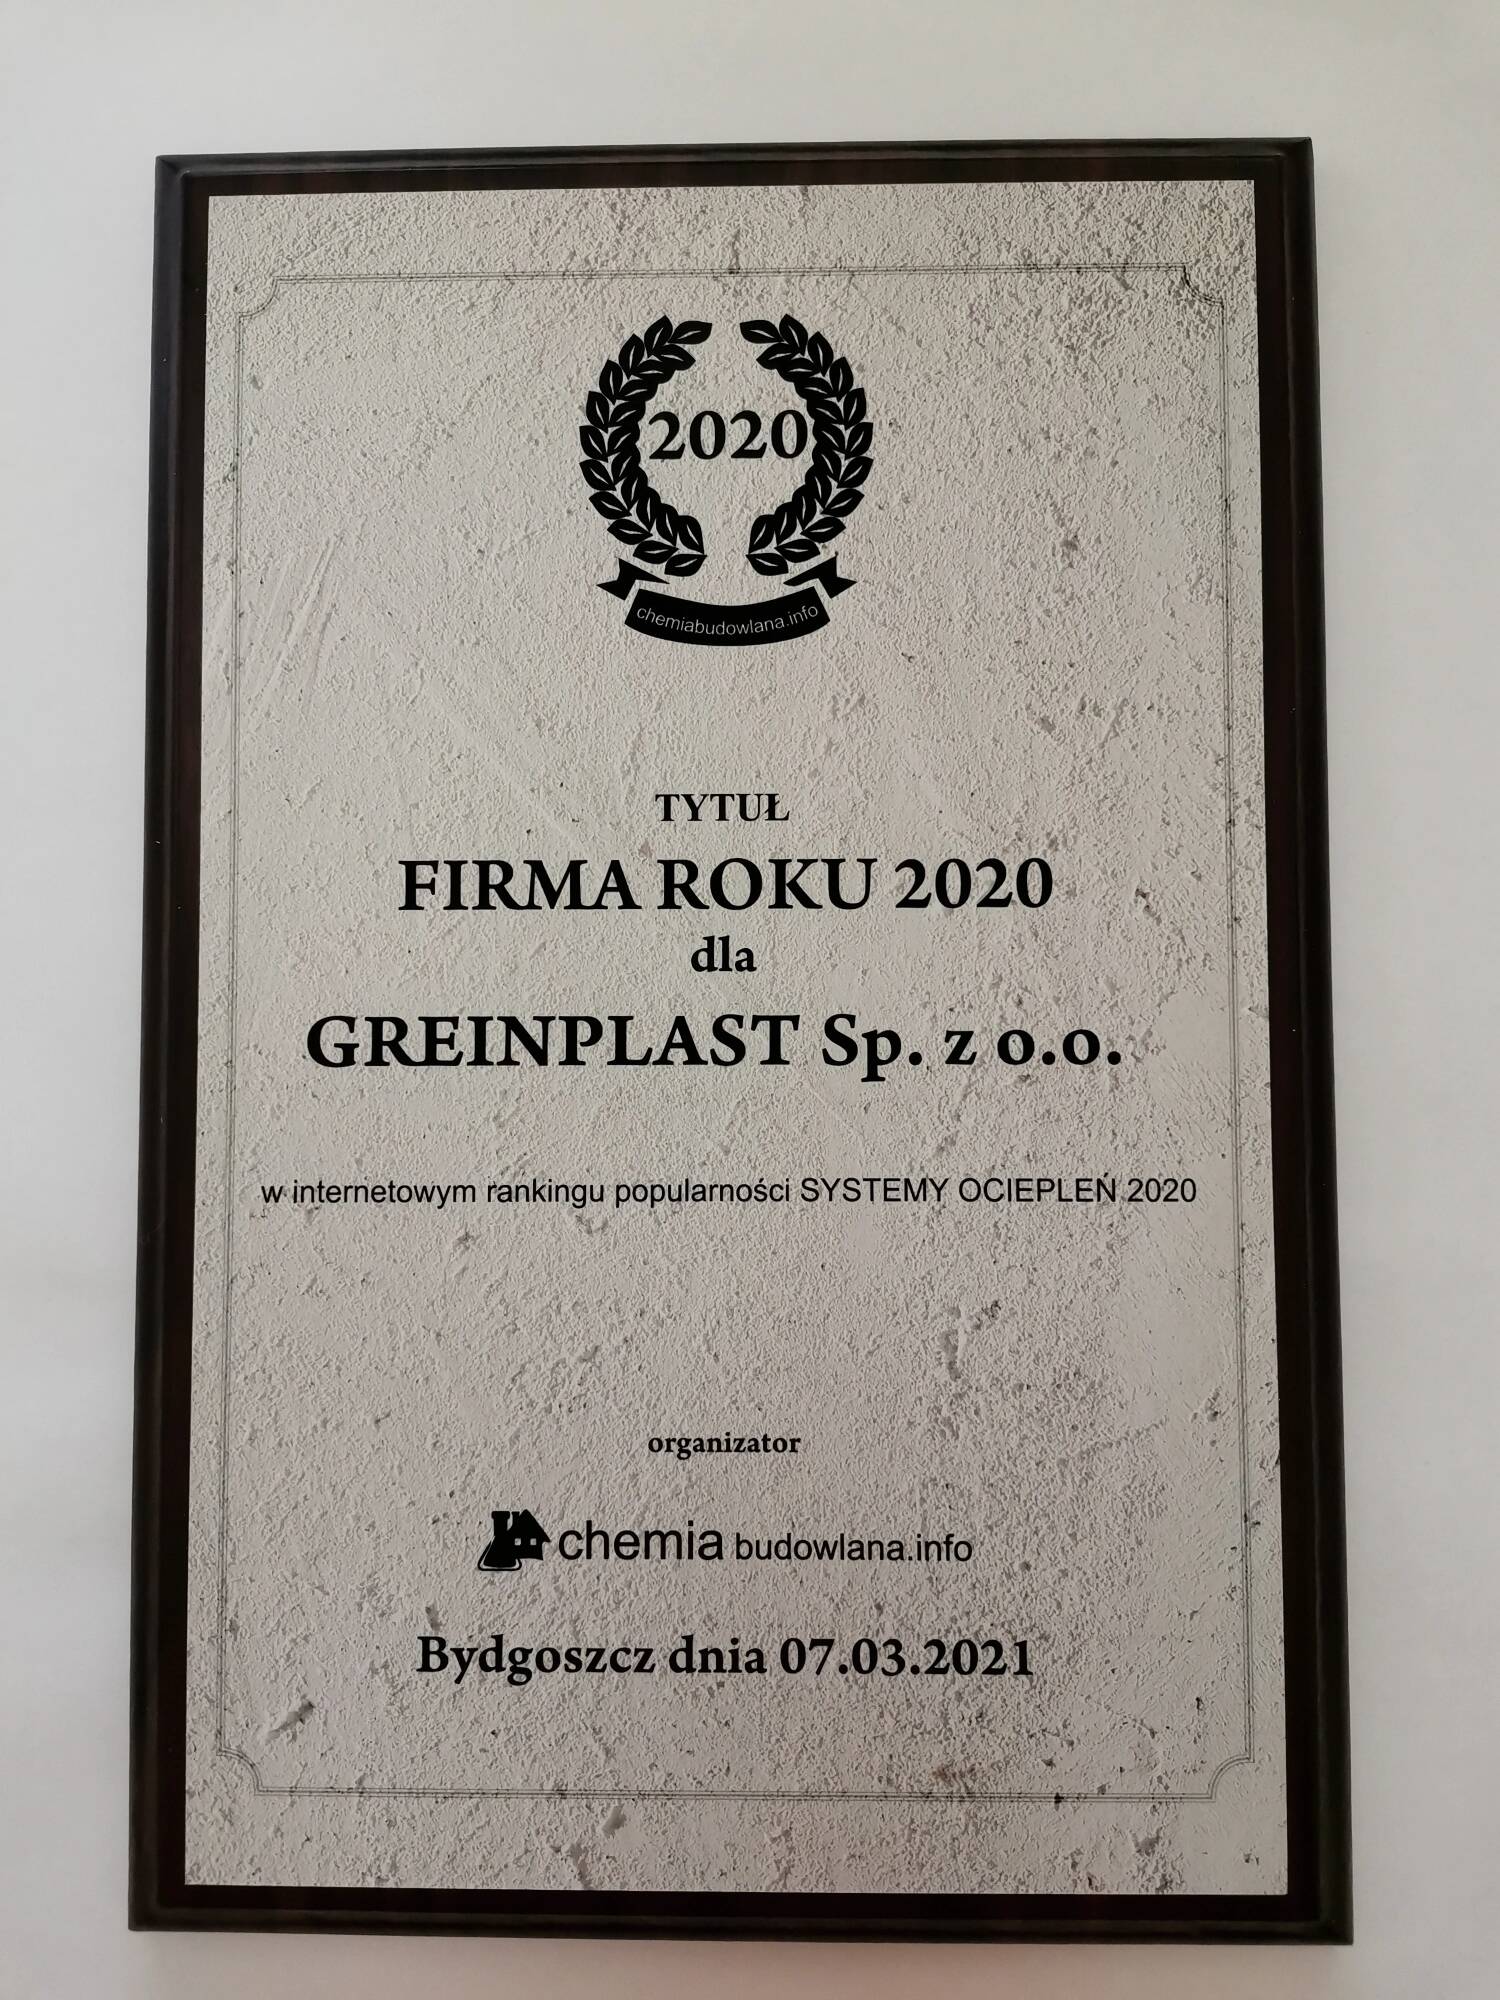 2020
chemiabudowlana.info
TYTUŁ
FIRMA ROKU 2020
dla
GREINPLAST Sp. z o.o.
w internetowym rankingu popularności SYSTEMY OCIEPLEŃ 2020
organizator
chemia budowlana.info
Bydgoszcz dnia 07.03.2021